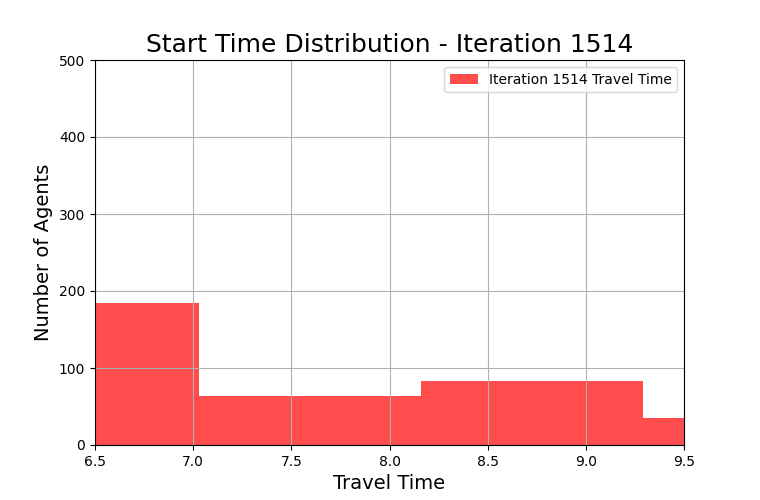 Start Time Distribution - Iteration 1514
Iteration 1514 Travel Time
Number of Agents
500
400
300
200
100
0
6.5 7.0 7.5 8.0 8.5 9.0 9.5
Travel Time